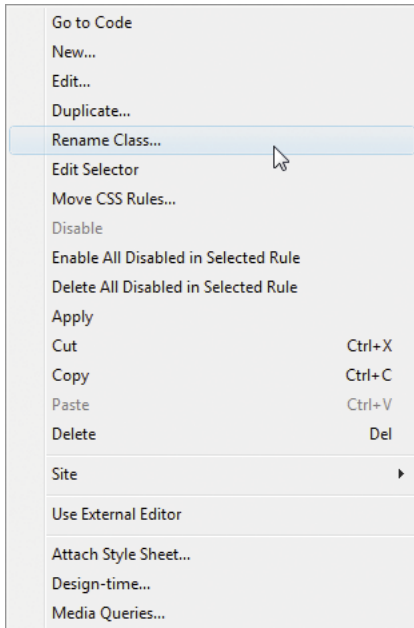 Go to Code
New...
Edit...
Duplicate...
Rename Class...
Edit Selector
Move CSS Rules...
Disable
Enable All Disabled in Selected Rule
Delete All Disabled in Selected Rule
Apply
Cut Ctrl+X
Copy Ctrl+C
Paste Ctrl+V
Delete Del
Site
Use External Editor
Attach Style Sheet...
Design-time...
Media Queries...